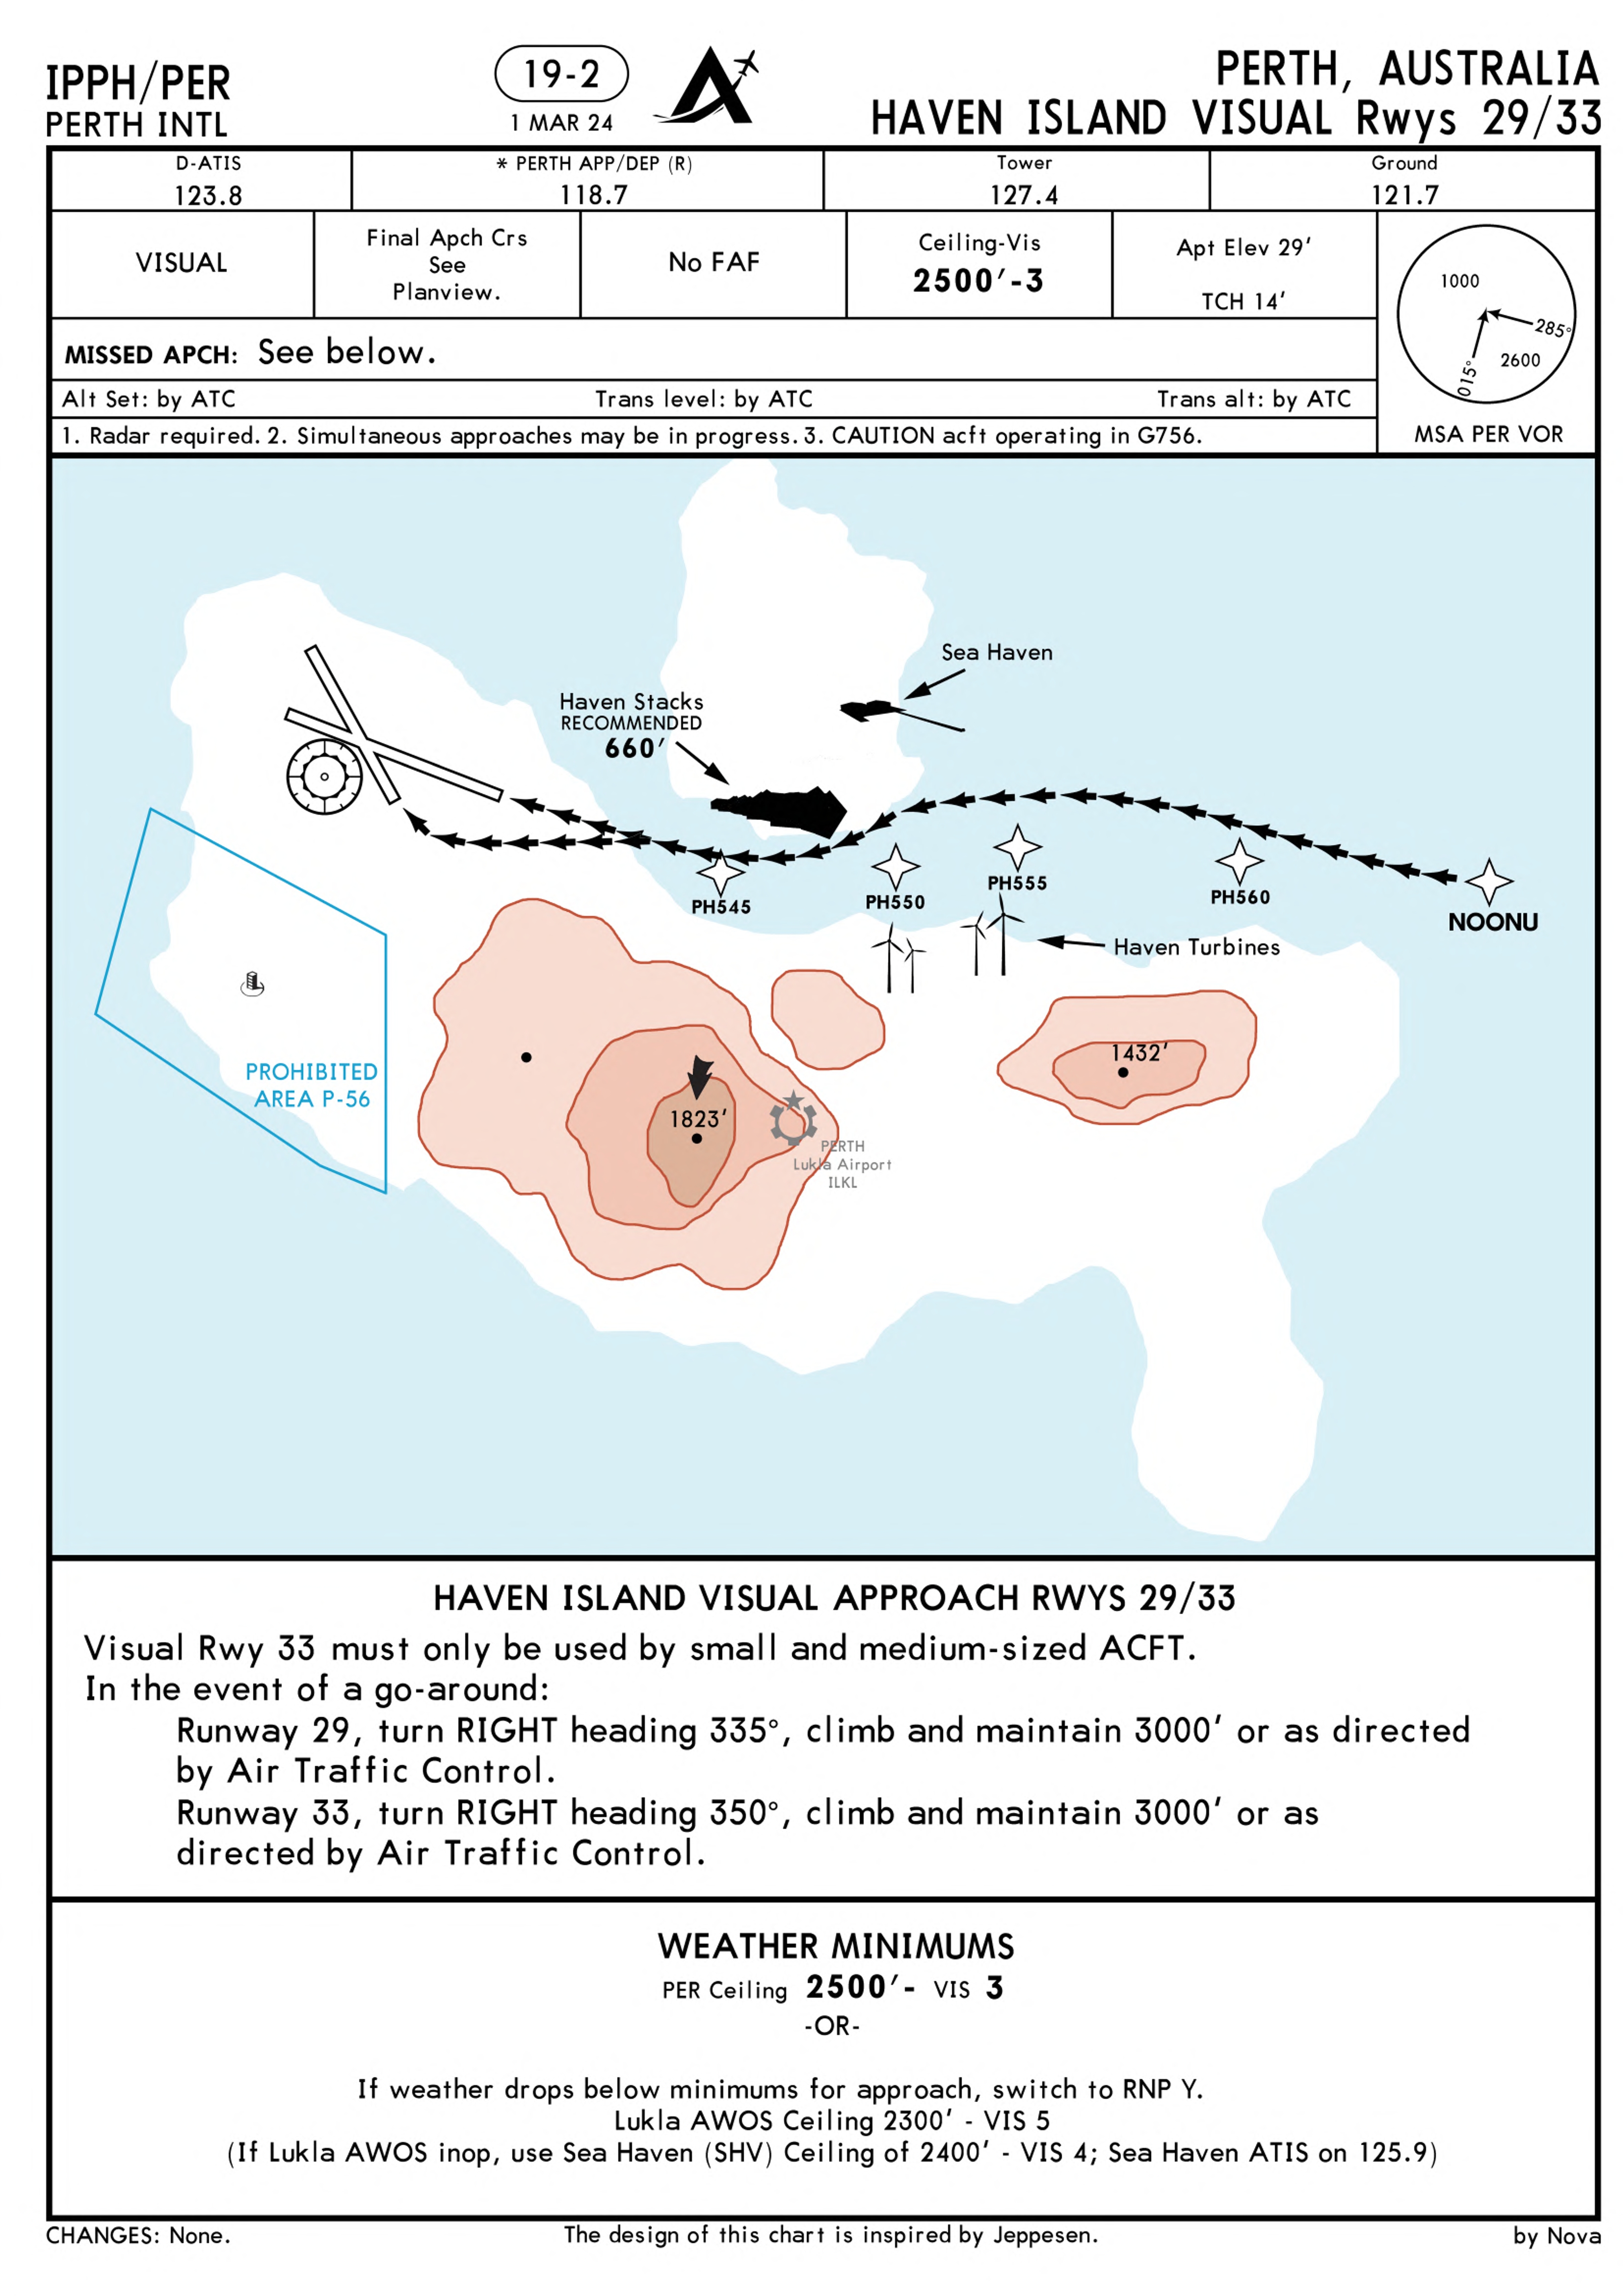 IPPH/PER
PERTH INTL
19-2
1 MAR 24
PERTH, AUSTRALIA
HAVEN ISLAND VISUAL Rwys 29/33
D-ATIS
123.8
* PERTH APP/DEP (R)
118.7
Tower
127.4
Ground
121.7
VISUAL
Final Apch Crs
See
Planview.
No FAF
Ceiling-Vis
2500'-3
Apt Elev 29'
TCH 14'
1000
285°
2600
015°
MSA PER VOR
MISSED APCH: See below.
Alt Set: by ATC
Trans level: by ATC
Trans alt: by ATC
1. Radar required. 2. Simultaneous approaches may be in progress. 3. CAUTION acft operating in G756.
Sea Haven
Haven Stacks
RECOMMENDED
660'
PH545
PH550
PH555
PH560
NOONU
Haven Turbines
1432'
PROHIBITED
AREA P-56
1823'
PERTH
Lukla Airport
ILKL
HAVEN ISLAND VISUAL APPROACH RWYS 29/33
Visual Rwy 33 must only be used by small and medium-sized ACFT.
In the event of a go-around:
Runway 29, turn RIGHT heading 335°, climb and maintain 3000' or as directed
by Air Traffic Control.
Runway 33, turn RIGHT heading 350°, climb and maintain 3000' or as
directed by Air Traffic Control.
WEATHER MINIMUMS
PER Ceiling 2500'- VIS 3
-OR-
If weather drops below minimums for approach, switch to RNP Y.
Lukla AWOS Ceiling 2300' - VIS 5
(If Lukla AWOS inop, use Sea Haven (SHV) Ceiling of 2400' - VIS 4; Sea Haven ATIS on 125.9)
CHANGES: None.
The design of this chart is inspired by Jeppesen.
by Nova